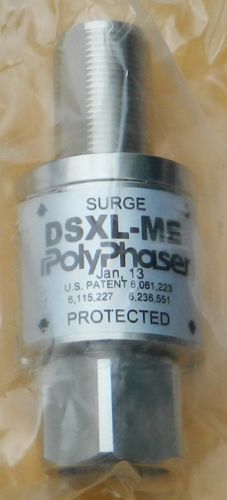 SURGE
DSXL-ME
PolyPhaser
Jan, 13
U.S. PATENT 6,061,223
6,115,227 6,236,551
PROTECTED